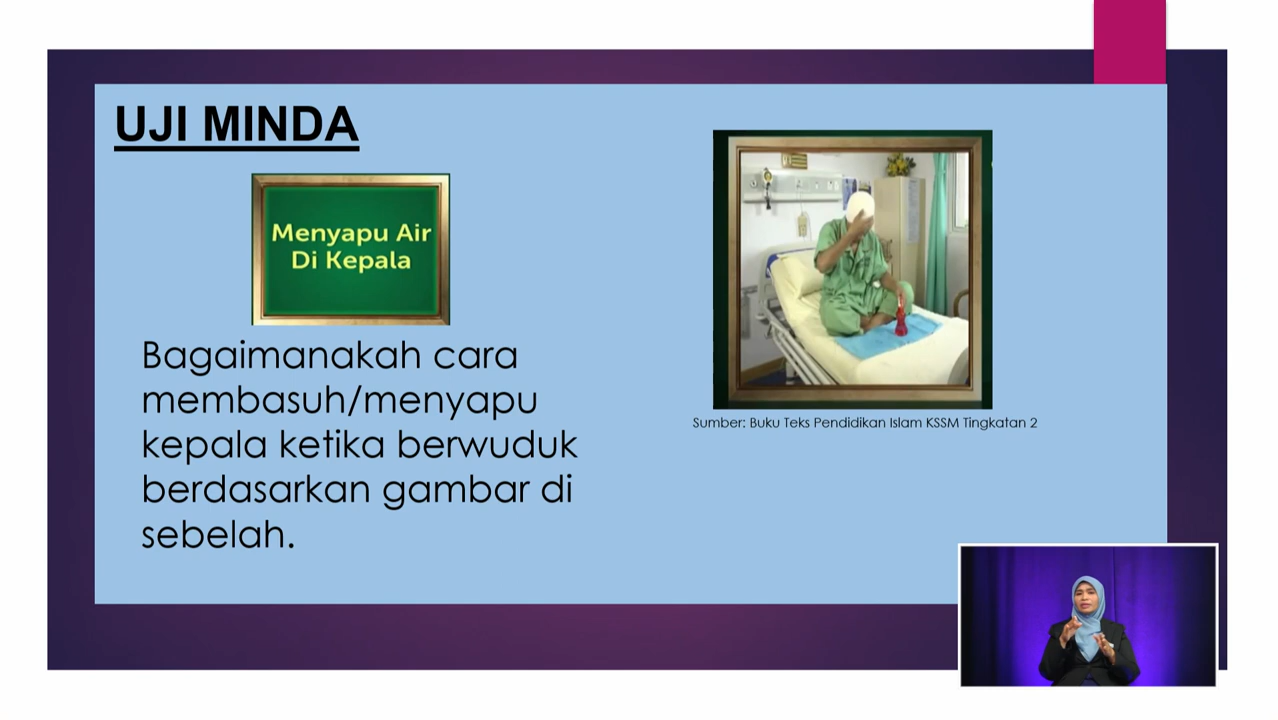 UJI MINDA
Menyapu Air
Di Kepala
Bagaimanakah cara
membasuh/menyapu
kepala ketika berwuduk
berdasarkan gambar di
sebelah.
Sumber: Buku Teks Pendidikan Islam KSSM Tingkatan 2